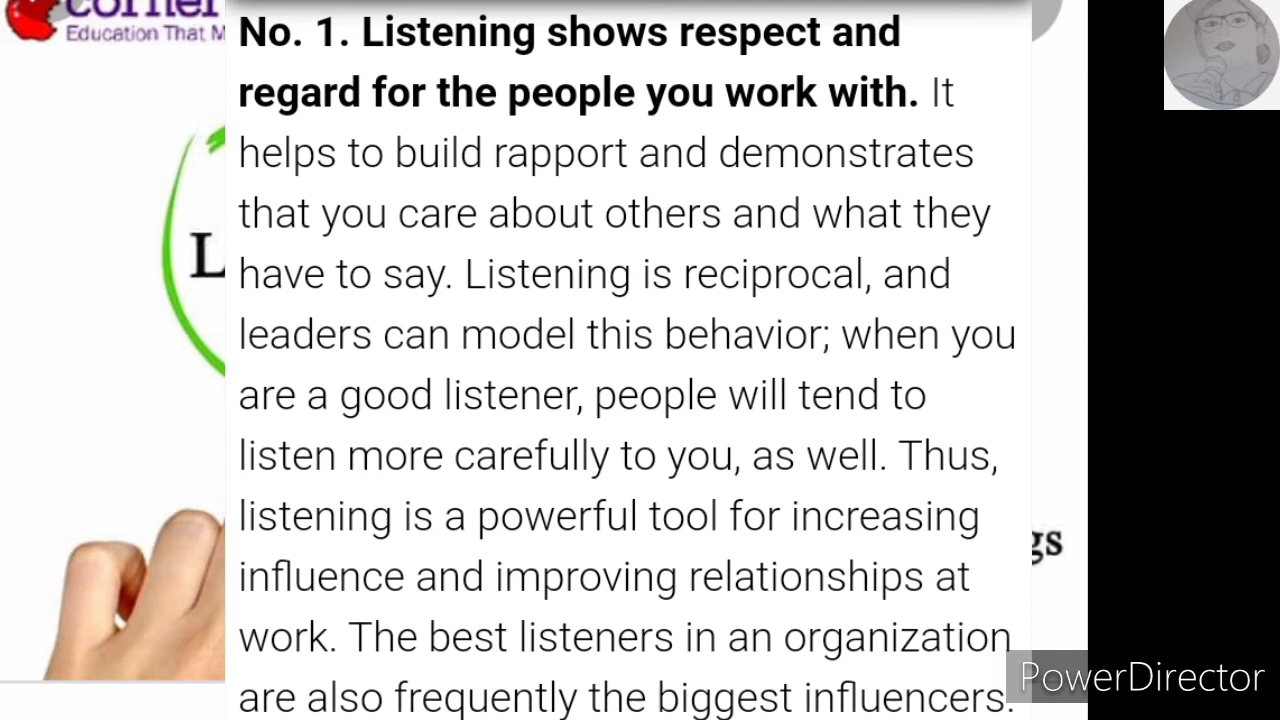 corner
Education That M
No. 1. Listening shows respect and
regard for the people you work with. It
helps to build rapport and demonstrates
that you care about others and what they
have to say. Listening is reciprocal, and
leaders can model this behavior; when you
are a good listener, people will tend to
listen more carefully to you, as well. Thus,
listening is a powerful tool for increasing
influence and improving relationships at
work. The best listeners in an organization
are also frequently the biggest influencers.
L
gs
PowerDirector